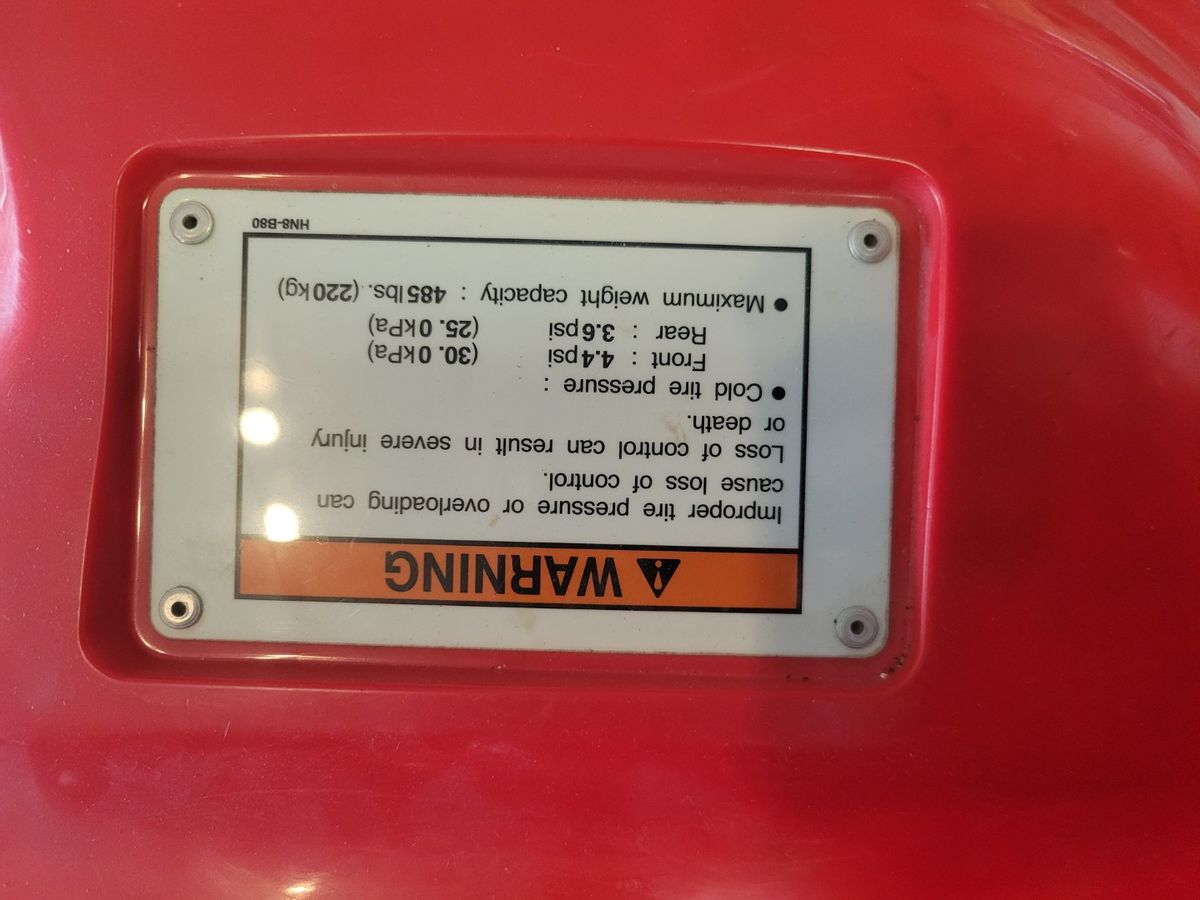 WARNING
Improper tire pressure or overloading can
cause loss of control.
Loss of control can result in severe injury
or death.
● Cold tire pressure :
Front : 4.4psi (30.0kPa)
Rear : 3.6psi (25.0kPa)
● Maximum weight capacity : 485lbs. (220kg)
HN8-B80